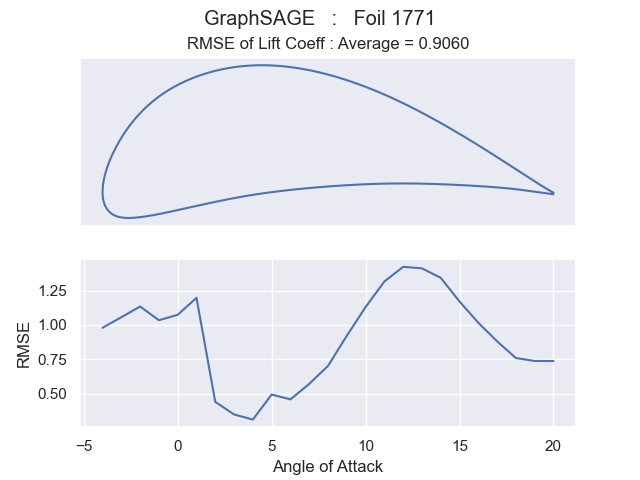 GraphSAGE : Foil 1771
RMSE of Lift Coeff : Average = 0.9060
1.25
1.00
0.75
0.50
RMSE
−5 0 5 10 15 20
Angle of Attack